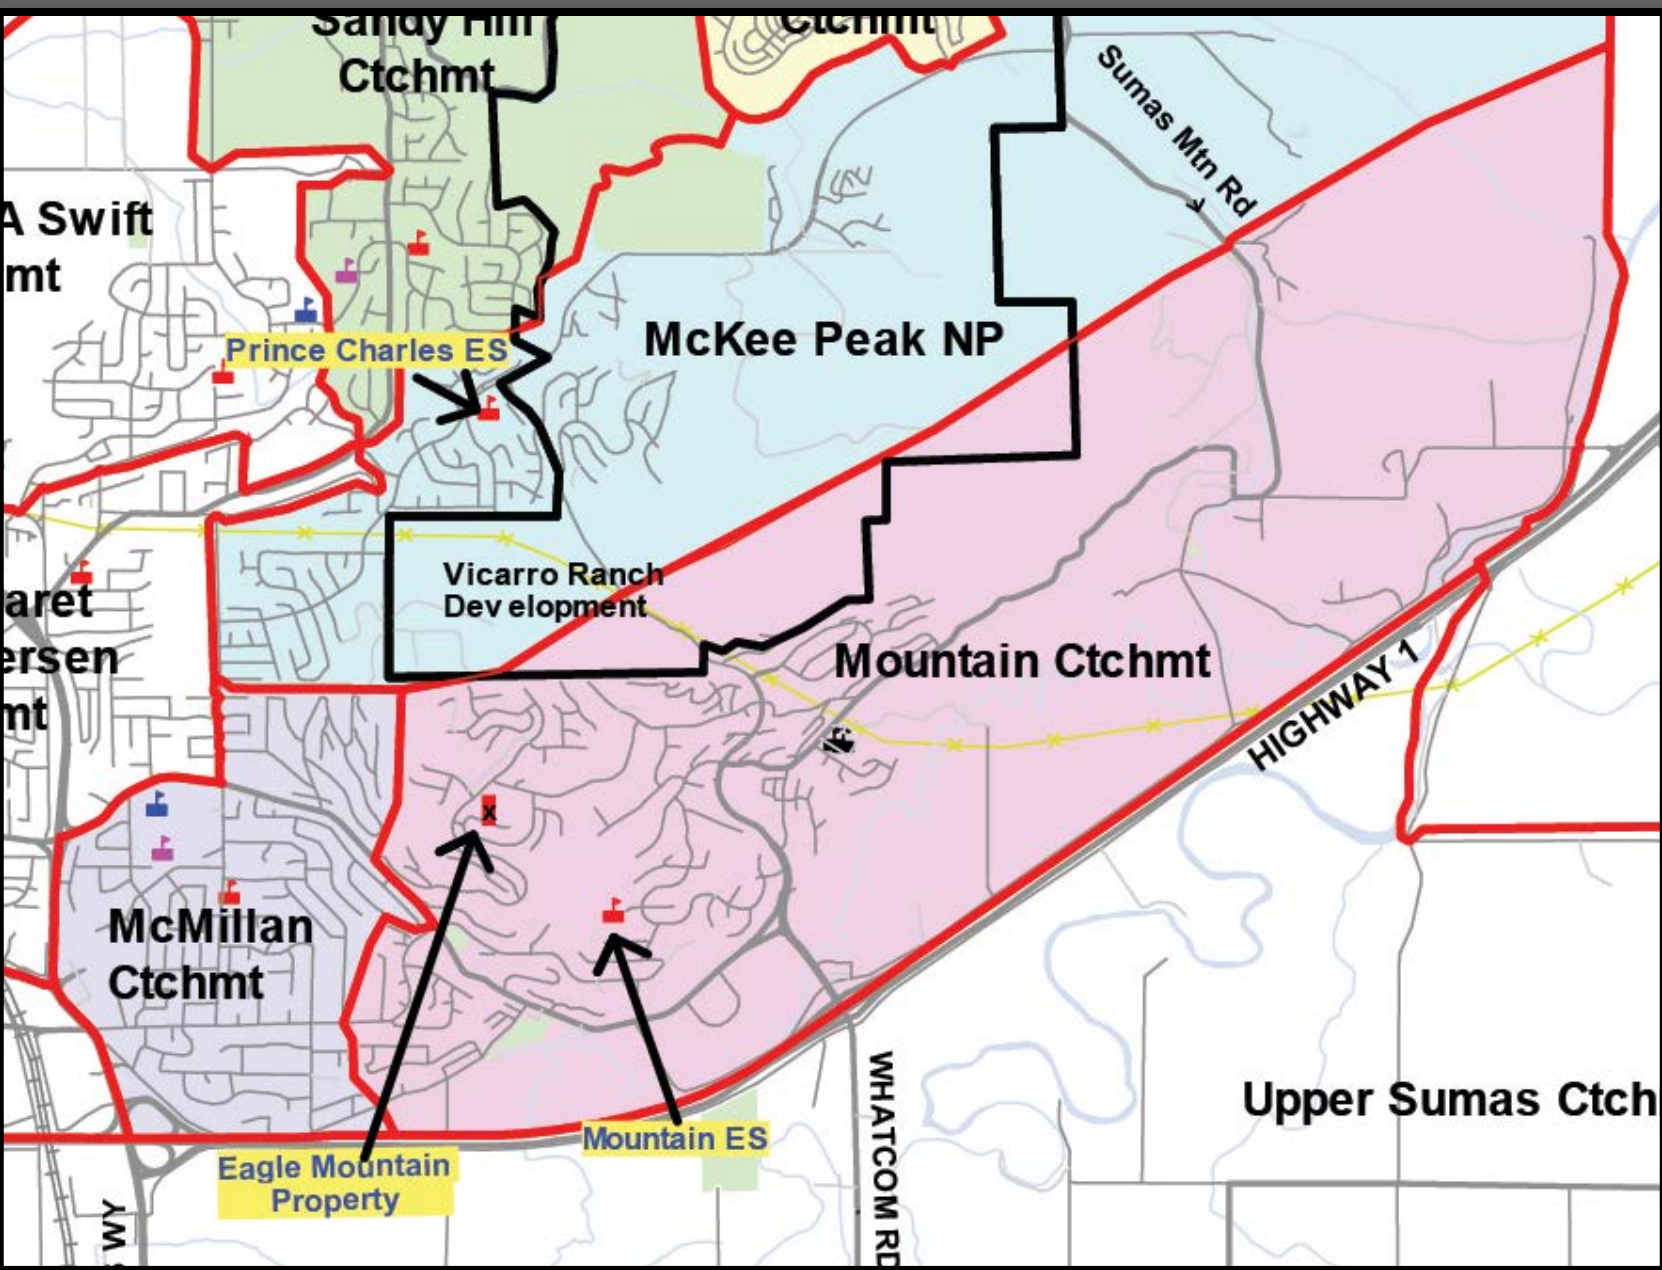 Sandy Hill
Ctchmt
Ctchmt
Sumas Mtn Rd
A Swift
mt
Prince Charles ES
McKee Peak NP
Vicarro Ranch
Dev elopment
aret
ersen
mt
Mountain Ctchmt
HIGHWAY 1
x
McMillan
Ctchmt
Mountain ES
Eagle Mountain
Property
WHATCOM RD
Upper Sumas Ctch
S WY